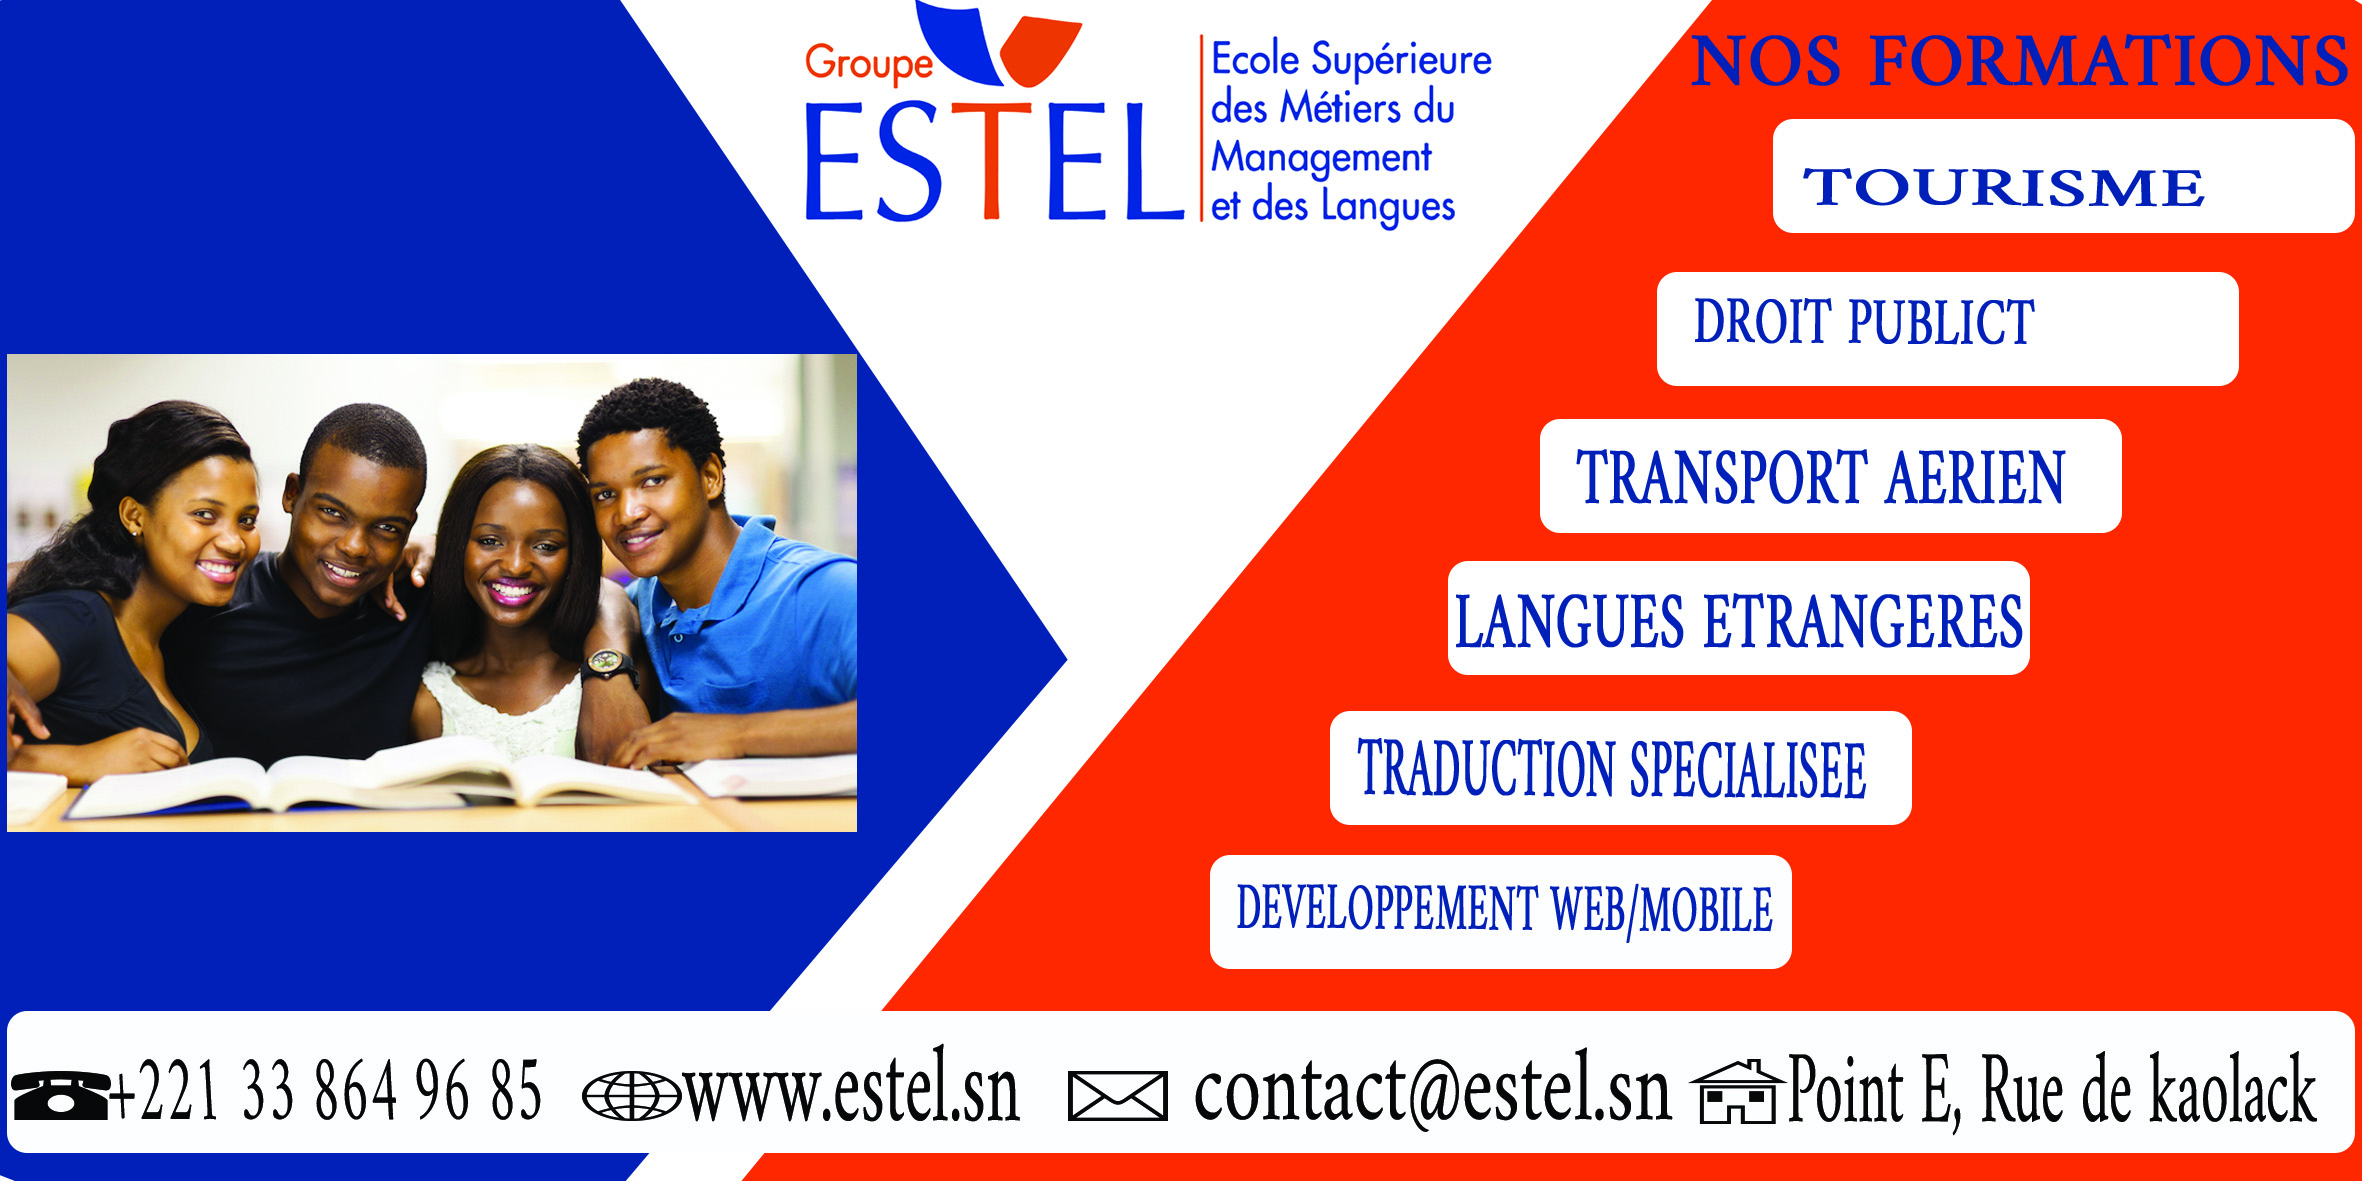 Groupe
ESTEL
Ecole Supérieure
des Métiers du
Management
et des Langues
NOS FORMATIONS
TOURISME
DROIT PUBLICT
TRANSPORT AERIEN
LANGUES ETRANGERES
TRADUCTION SPECIALISEE
DEVELOPPEMENT WEB/MOBILE
+221 33 864 96 85 www.estel.sn contact@estel.sn Point E, Rue de kaolack